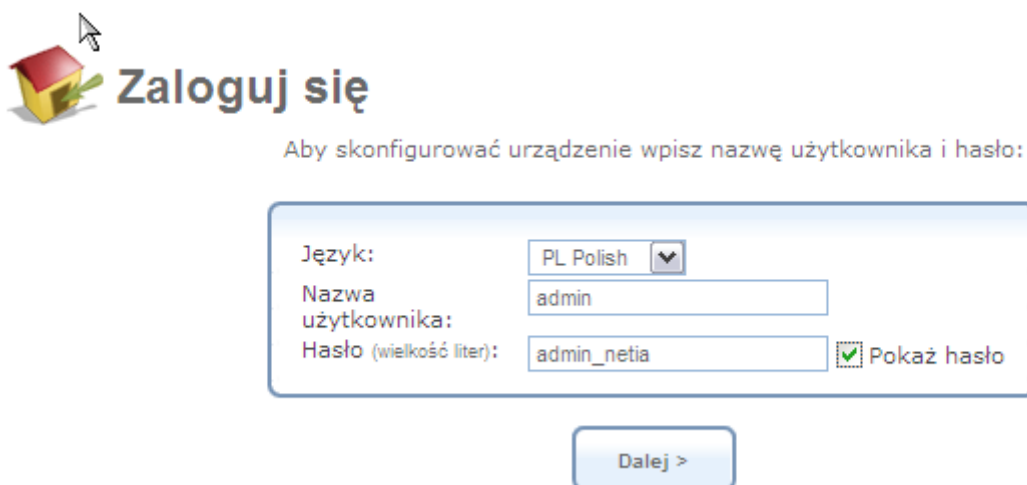 Zaloguj się
Aby skonfigurować urządzenie wpisz nazwę użytkownika i hasło:
Język: PL Polish
Nazwa admin
użytkownika:
Hasło (wielkość liter): admin_netia Pokaż hasło
Dalej >